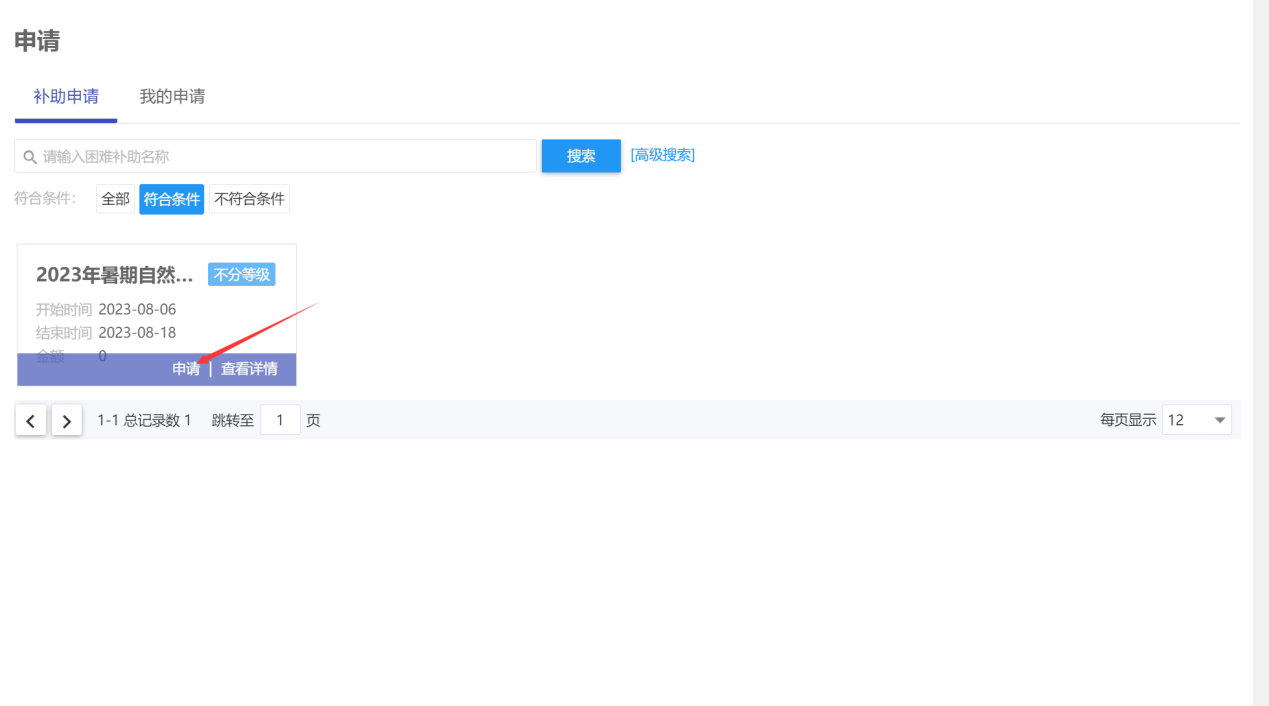 申请
补助申请 我的申请
请输入困难补助名称 搜索 [高级搜索]
符合条件: 全部 符合条件 不符合条件
2023年暑期自然... 不分等级
开始时间 2023-08-06
结束时间 2023-08-18
金额 0
申请 | 查看详情
1-1 总记录数 1 跳转至 1 页 每页显示 12